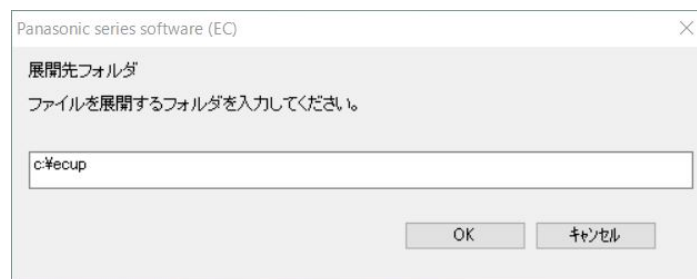 Panasonic series software (EC)
展開先フォルダ
ファイルを展開するフォルダを入力してください。
c:¥ecup
OK キャンセル